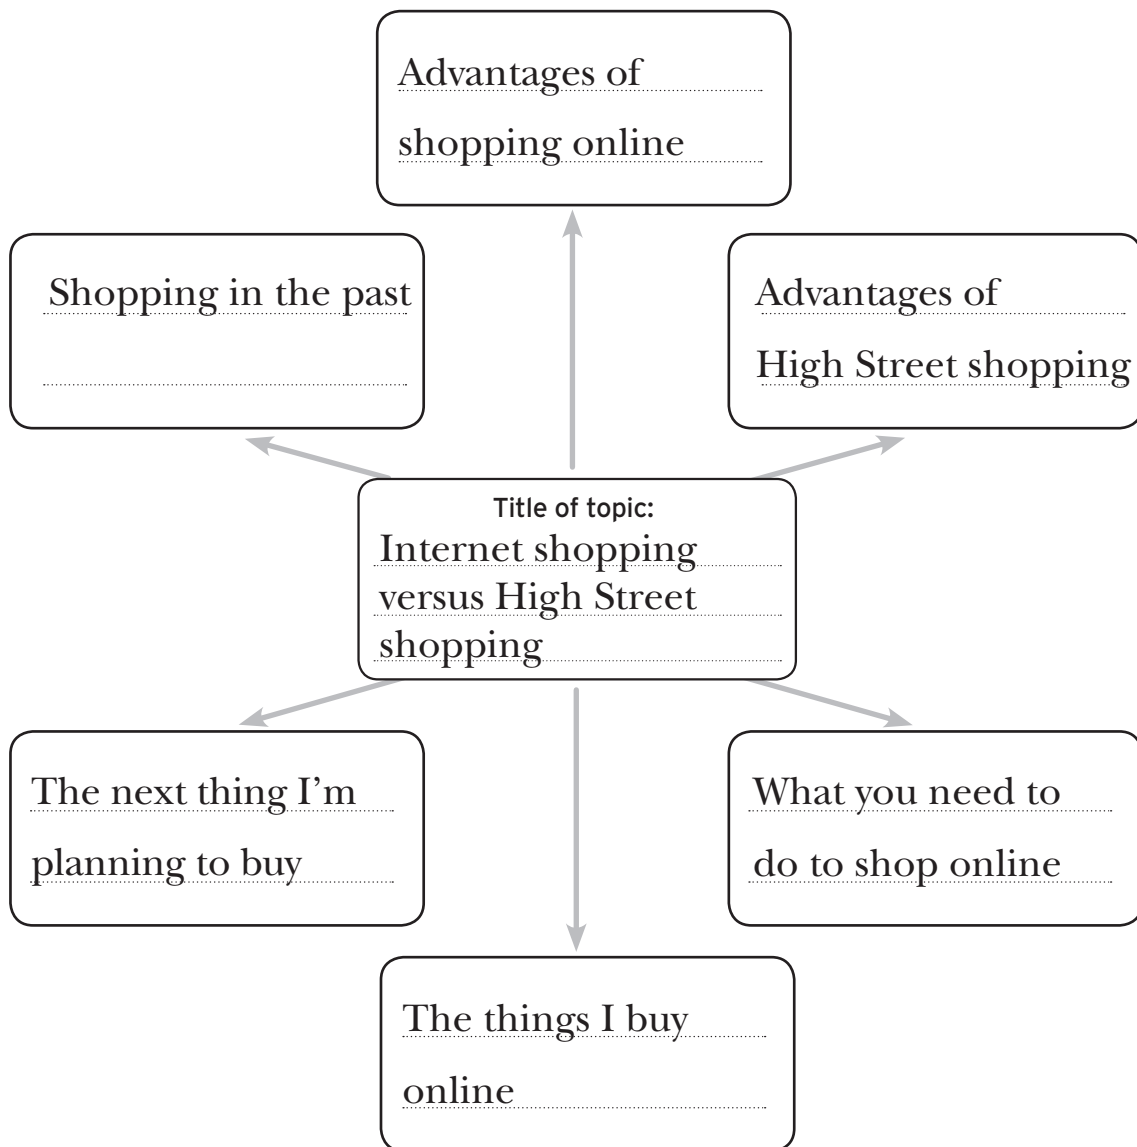 Advantages of
shopping online
Shopping in the past
Advantages of
High Street shopping
Title of topic:
Internet shopping
versus High Street
shopping
The next thing I’m
planning to buy
What you need to
do to shop online
The things I buy
online